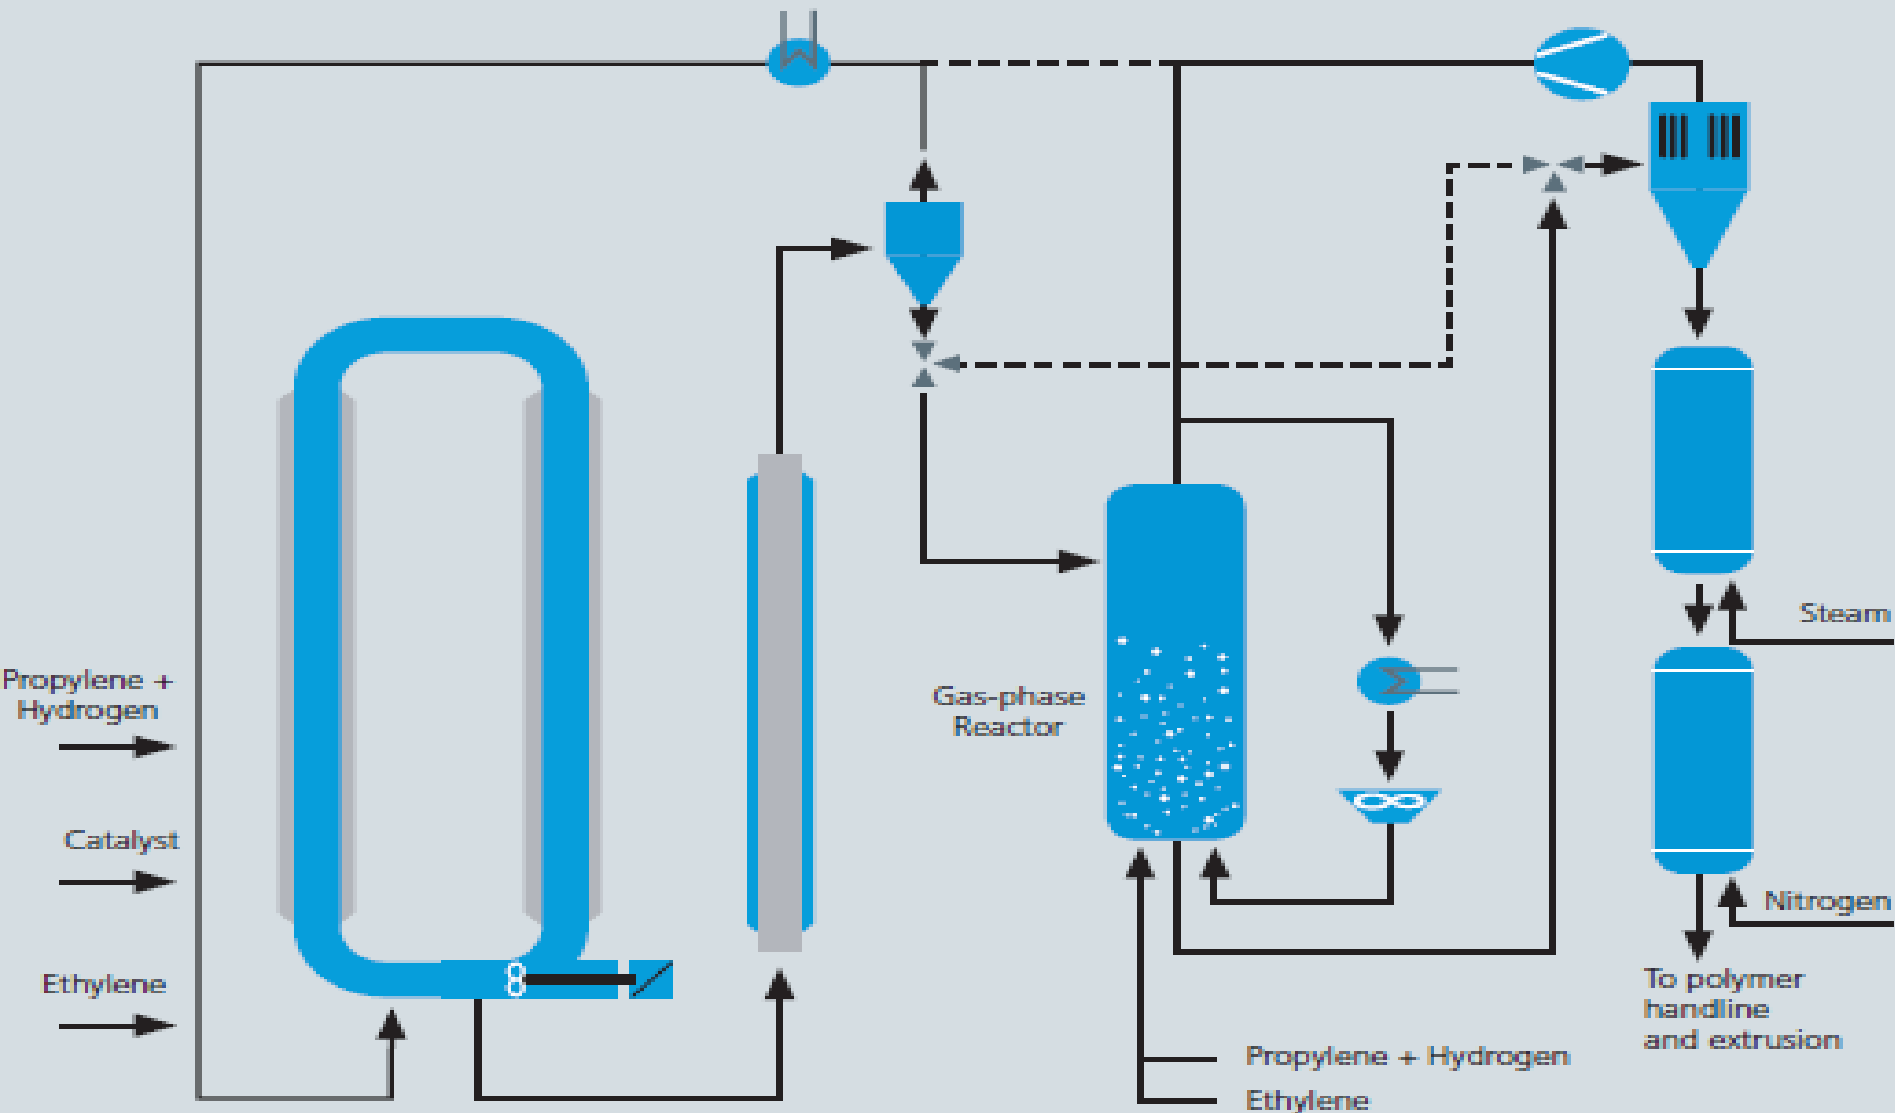 Propylene +
Hydrogen
Catalyst
Ethylene
Gas-phase
Reactor
Propylene + Hydrogen
Ethylene
Steam
Nitrogen
To polymer
handline
and extrusion